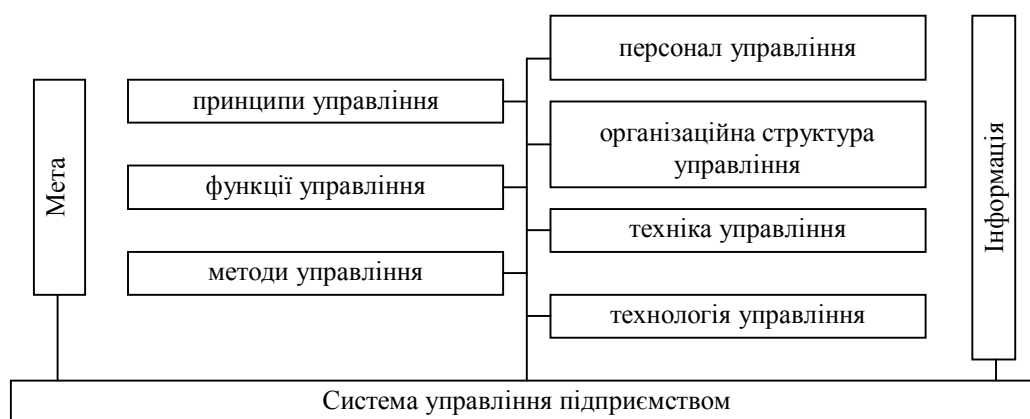 Мета
принципи управління
функції управління
методи управління
персонал управління
організаційна структура
управління
техніка управління
технологія управління
Інформація
Система управління підприємством